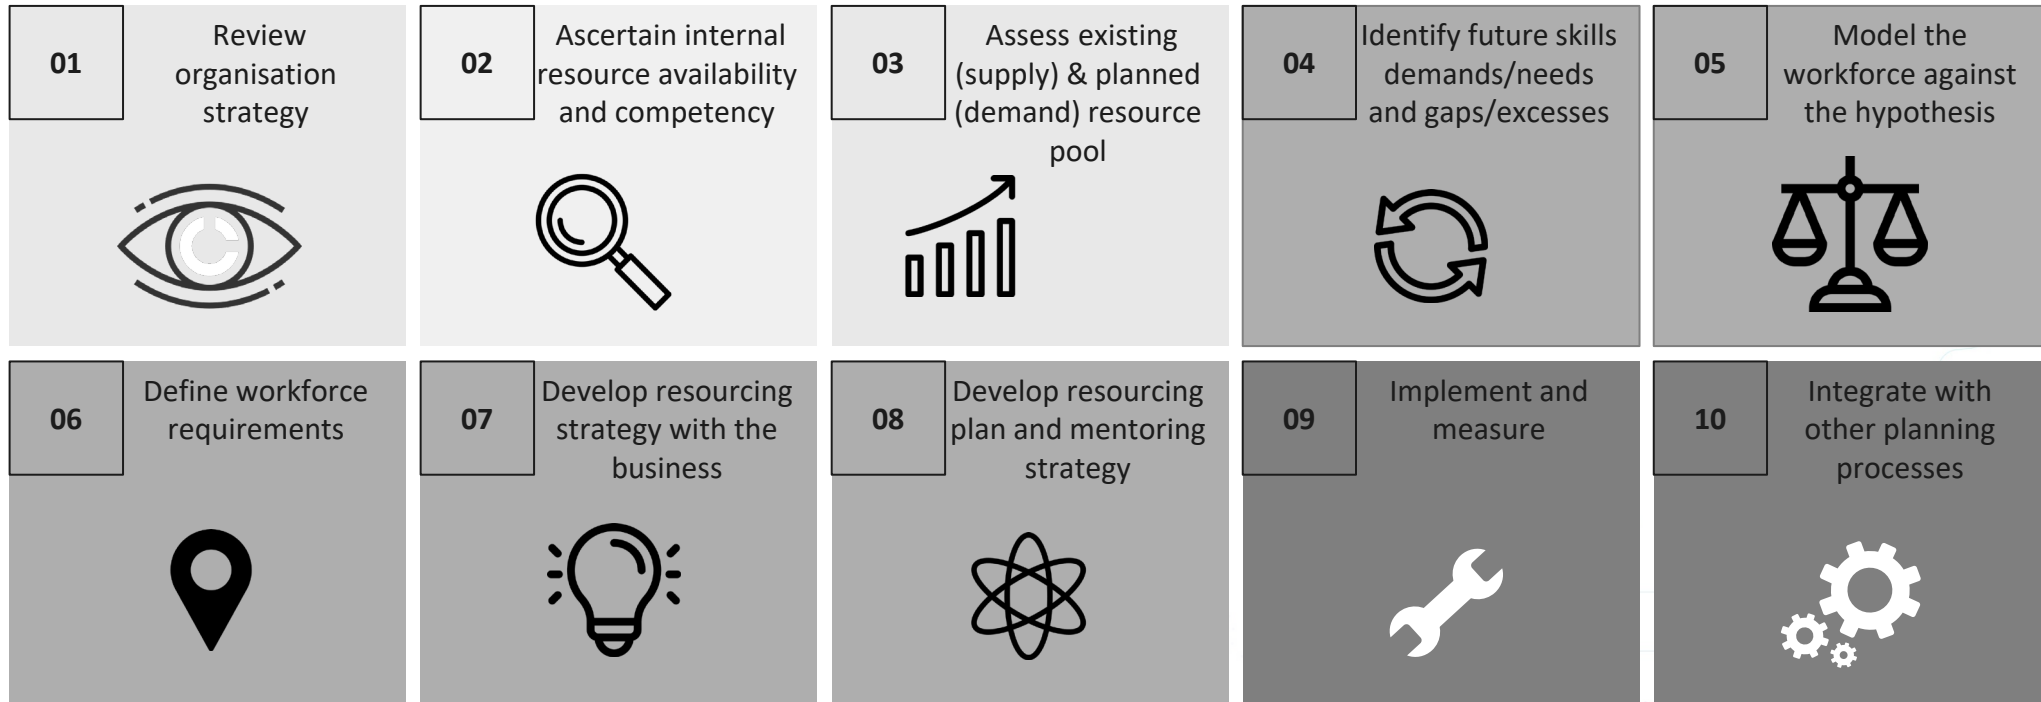 01
Review
organisation
strategy
02
Ascertain internal
resource availability
and competency
03
Assess existing
(supply) & planned
(demand) resource
pool
04
Identify future skills
demands/needs
and gaps/excesses
05
Model the
workforce against
the hypothesis
06
Define workforce
requirements
07
Develop resourcing
strategy with the
business
08
Develop resourcing
plan and mentoring
strategy
09
Implement and
measure
10
Integrate with
other planning
processes